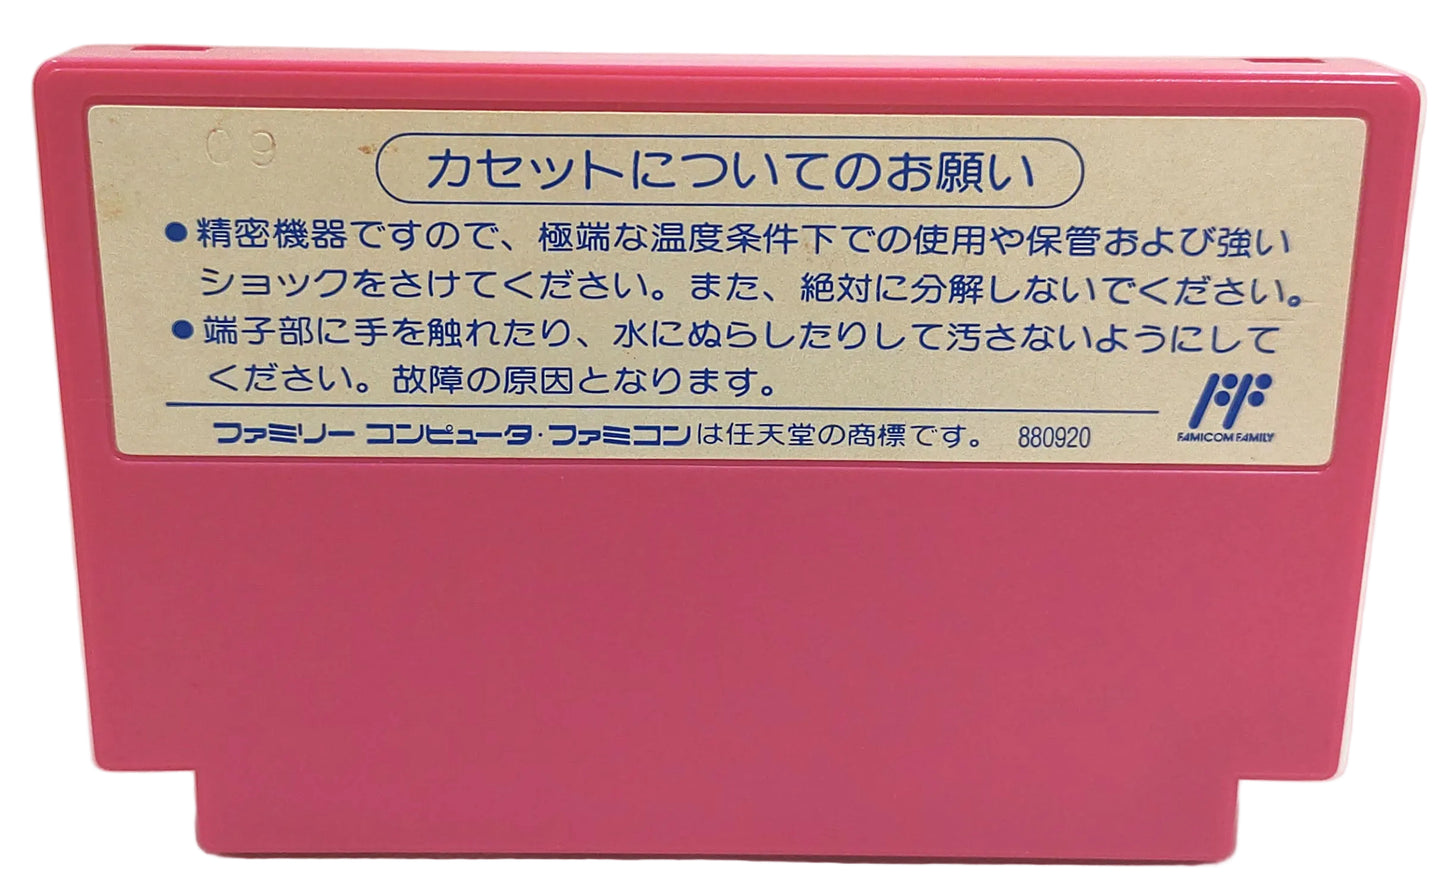 C9
カセットについてのお願い
●精密機器ですので、極端な温度条件下での使用や保管および強い
ショックをさけてください。また、絶対に分解しないでください。
●端子部に手を触れたり、水にぬらしたりして汚さないようにして
ください。故障の原因となります。
ファミリーコンピュータ・ファミコンは任天堂の商標です。 880920
FAMICOM FAMILY